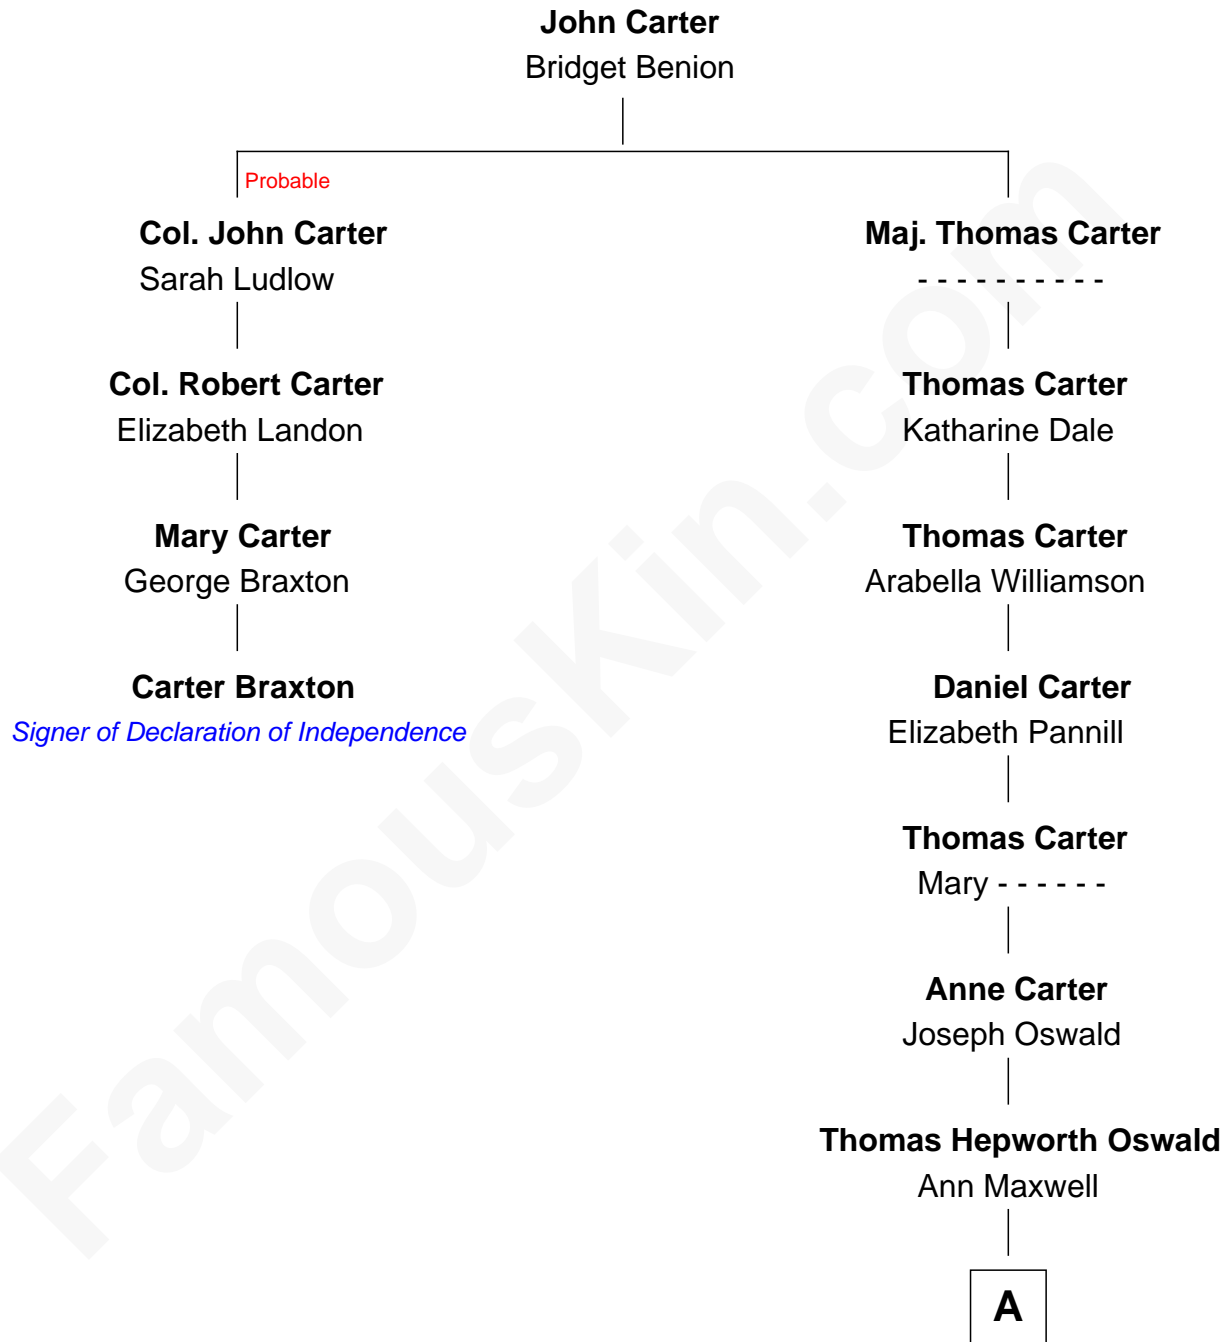 John Carter
Bridget Benion
Probable
Col. John Carter
Sarah Ludlow
Col. Robert Carter
Elizabeth Landon
Mary Carter
George Braxton
Carter Braxton
Signer of Declaration of Independence
Maj. Thomas Carter
- - - - - - - - - -
Thomas Carter
Katharine Dale
Thomas Carter
Arabella Williamson
Daniel Carter
Elizabeth Pannill
Thomas Carter
Mary - - - - - -
Anne Carter
Joseph Oswald
Thomas Hepworth Oswald
Ann Maxwell
A
FamousKin.com